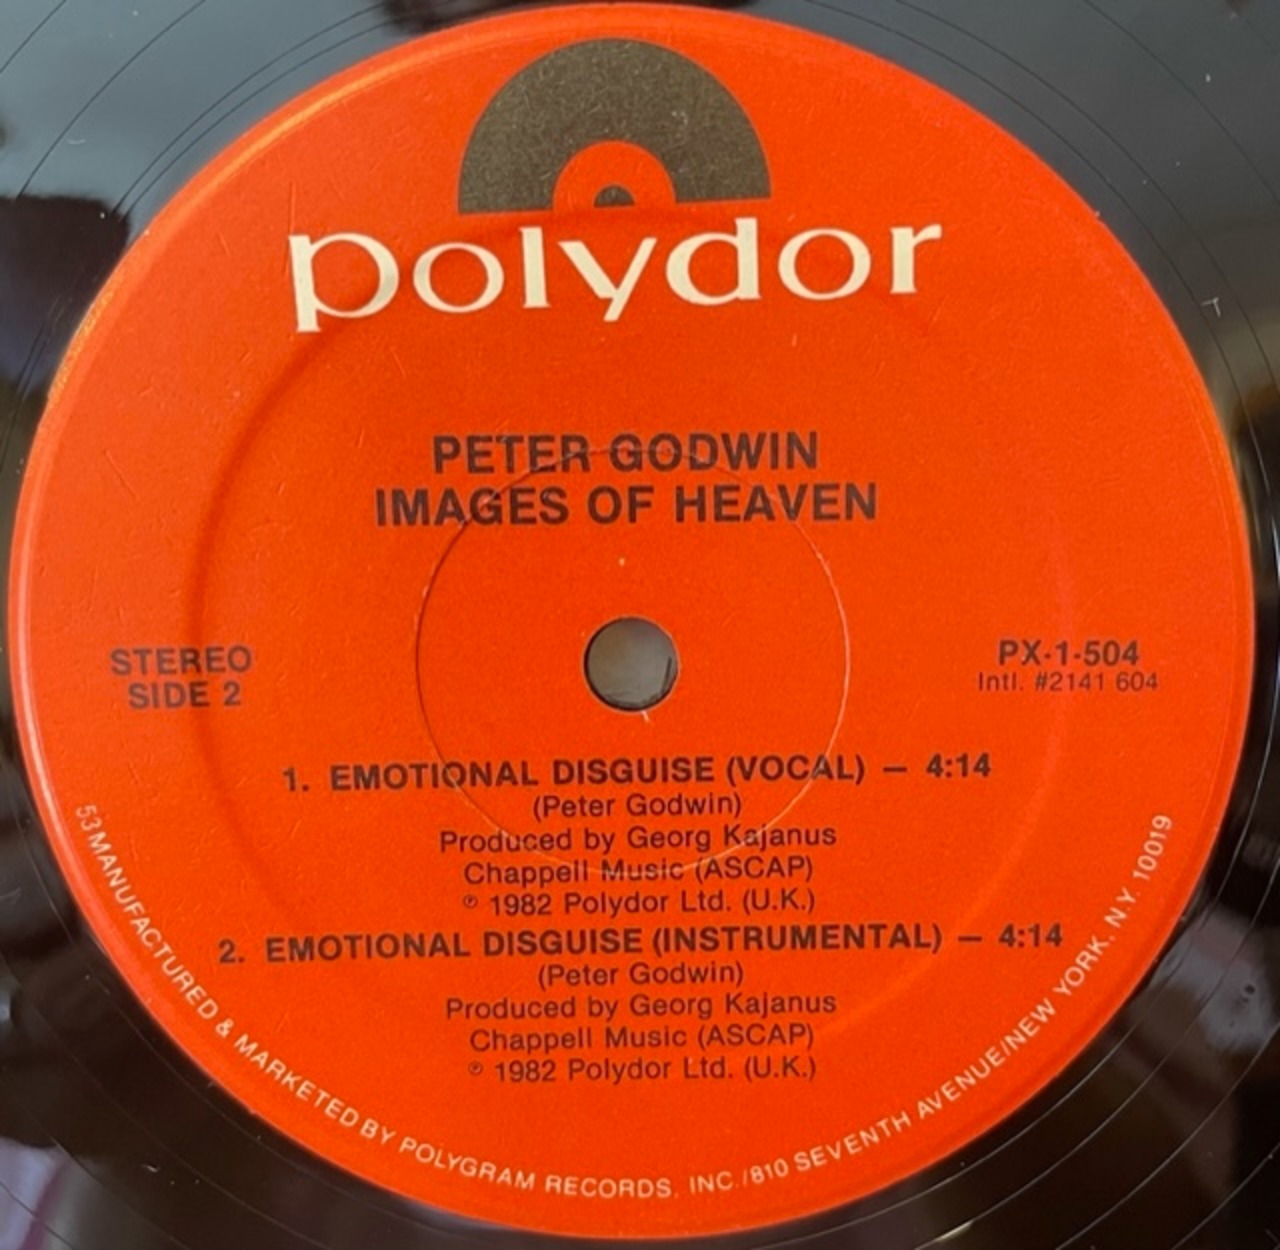 polydor
PETER GODWIN
IMAGES OF HEAVEN
STEREO
SIDE 2
PX-1-504
Intl. #2141 604
1. EMOTIONAL DISGUISE (VOCAL) — 4:14
(Peter Godwin)
Produced by Georg Kajanus
Chappell Music (ASCAP)
℗ 1982 Polydor Ltd. (U.K.)
2. EMOTIONAL DISGUISE (INSTRUMENTAL) — 4:14
(Peter Godwin)
Produced by Georg Kajanus
Chappell Music (ASCAP)
℗ 1982 Polydor Ltd. (U.K.)
53 MANUFACTURED & MARKETED BY POLYGRAM RECORDS, INC./810 SEVENTH AVENUE/NEW YORK, N.Y. 10019